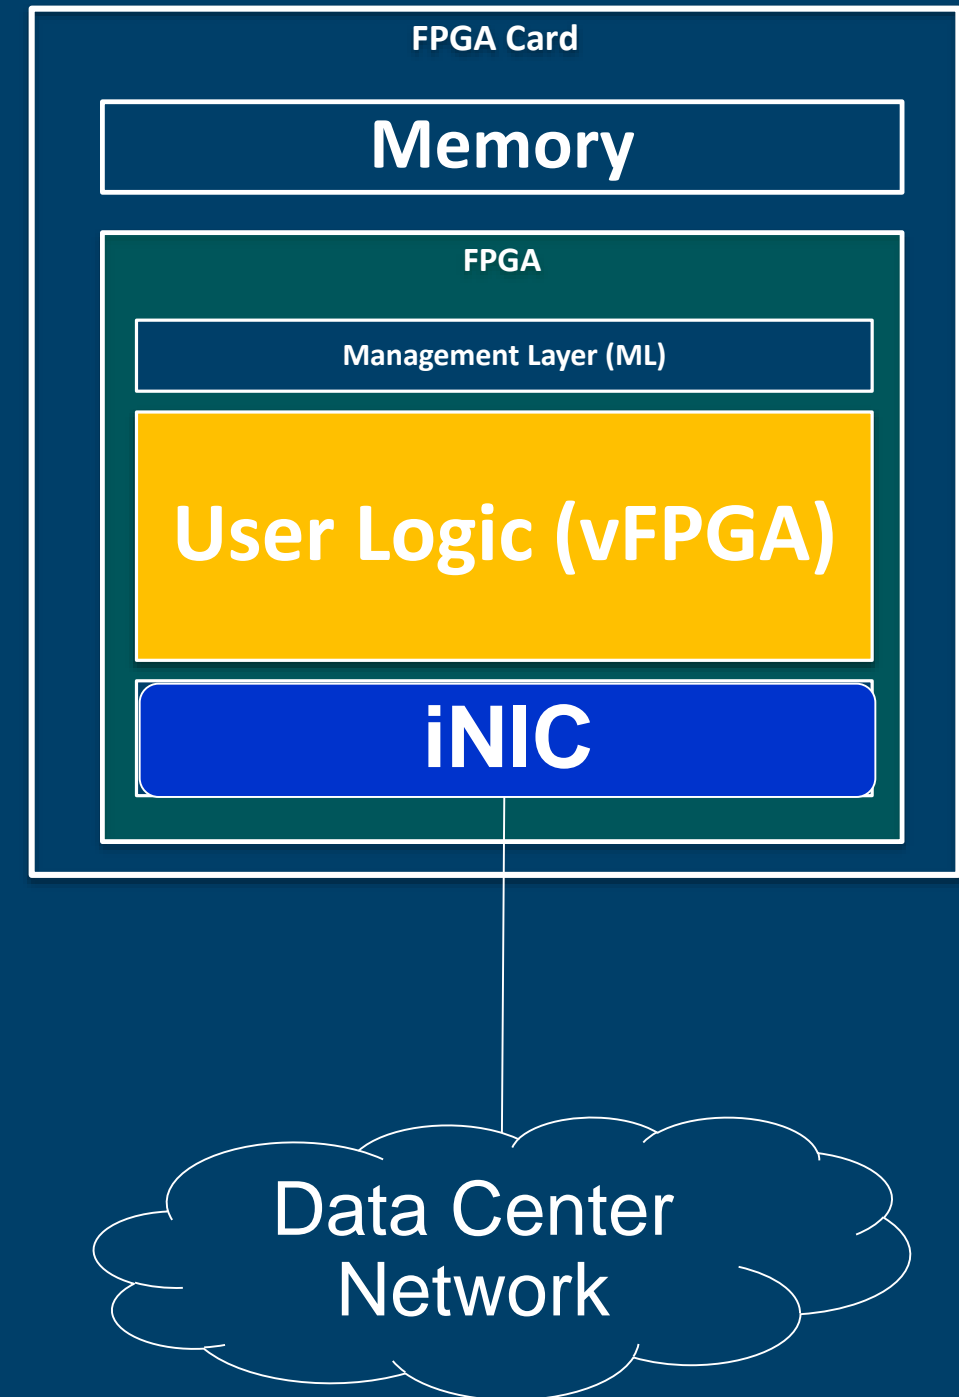 FPGA Card
Memory
FPGA
Management Layer (ML)
User Logic (vFPGA)
iNIC
Data Center
Network